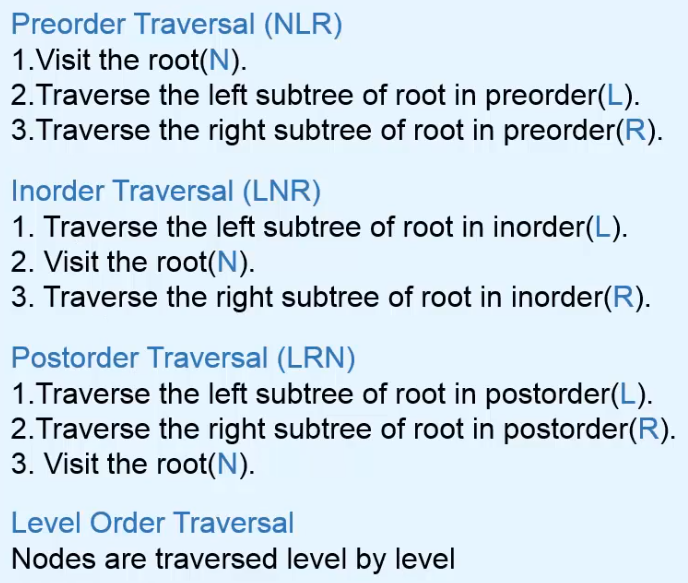 Preorder Traversal (NLR)
1.Visit the root(N).
2.Traverse the left subtree of root in preorder(L).
3.Traverse the right subtree of root in preorder(R).
Inorder Traversal (LNR)
1. Traverse the left subtree of root in inorder(L).
2. Visit the root(N).
3. Traverse the right subtree of root in inorder(R).
Postorder Traversal (LRN)
1.Traverse the left subtree of root in postorder(L).
2.Traverse the right subtree of root in postorder(R).
3. Visit the root(N).
Level Order Traversal
Nodes are traversed level by level